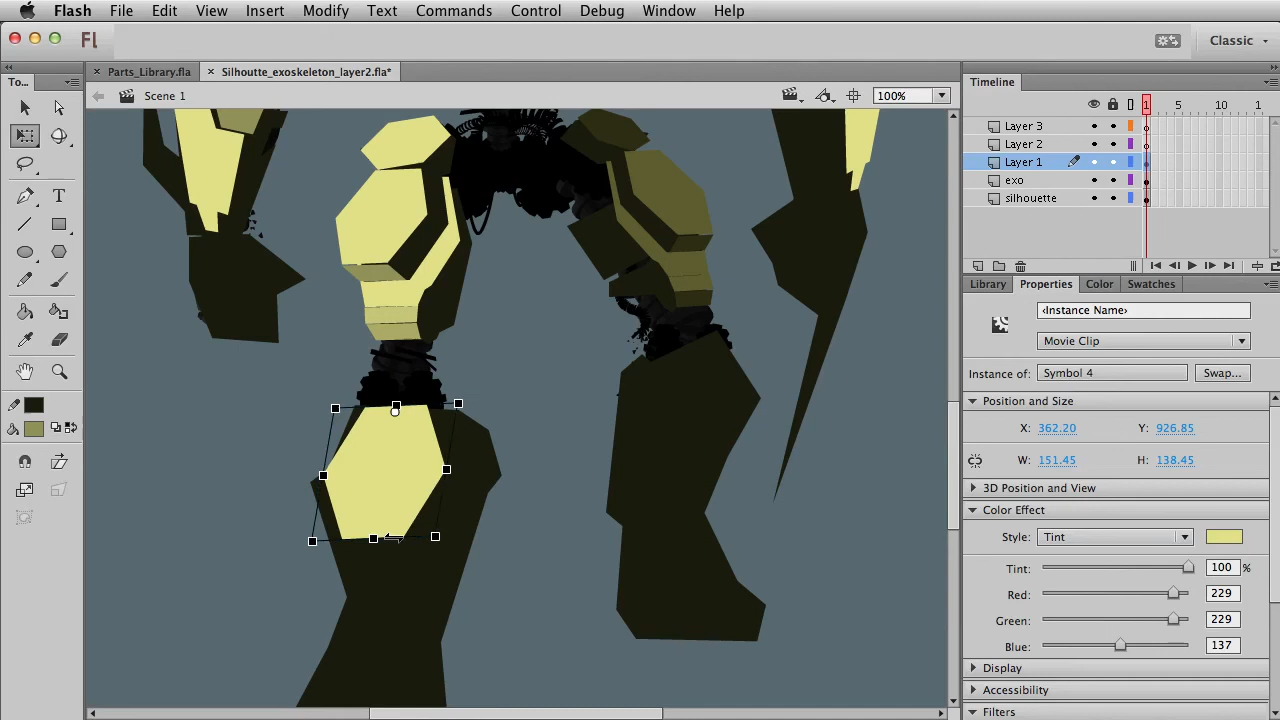 Flash File Edit View Insert Modify Text Commands Control Debug Window Help
Fl Classic
To... × Parts_Library.fla × Silhoutte_exoskeleton_layer2.fla*
Scene 1 100%
Timeline
1 5 10 1
Layer 3
Layer 2
Layer 1
exo
silhouette
Library Properties Color Swatches
‹Instance Name›
Movie Clip
Instance of: Symbol 4 Swap...
Position and Size
X: 362.20 Y: 926.85
W: 151.45 H: 138.45
3D Position and View
Color Effect
Style: Tint
Tint: 100 %
Red: 229
Green: 229
Blue: 137
Display
Accessibility
Filters